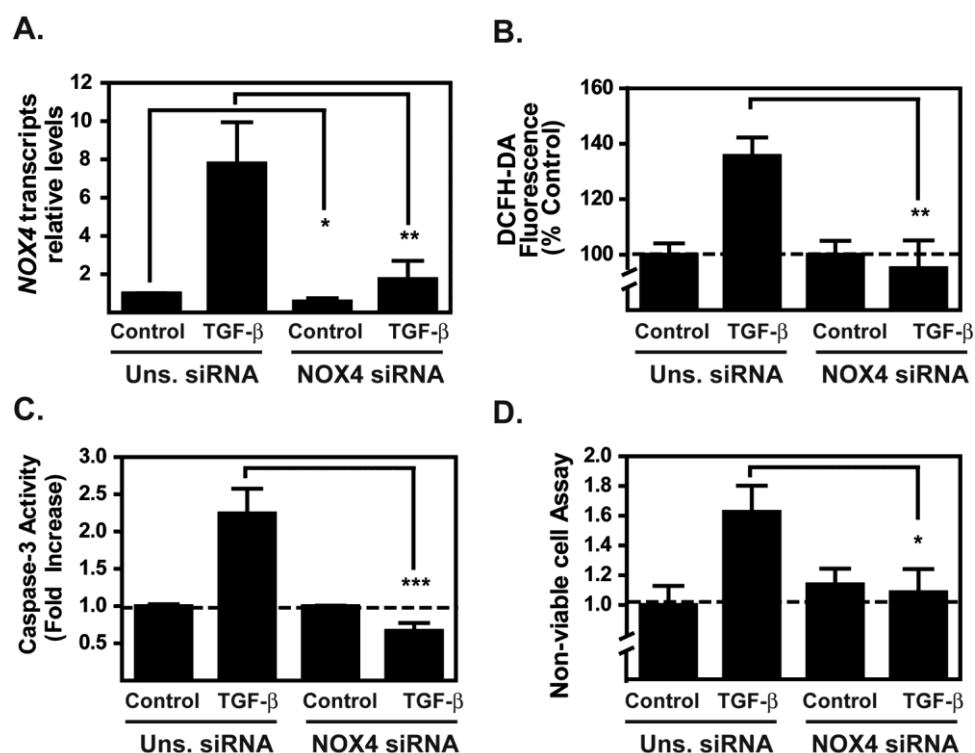 A.
NOX4 transcripts
relative levels
12
10
8
6
4
2
*
**
Control TGF-β Control TGF-β
Uns. siRNA NOX4 siRNA
B.
DCFH-DA
Fluorescence
(% Control)
160
140
120
100
**
Control TGF-β Control TGF-β
Uns. siRNA NOX4 siRNA
C.
Caspase-3 Activity
(Fold Increase)
3.0
2.5
2.0
1.5
1.0
0.5
***
Control TGF-β Control TGF-β
Uns. siRNA NOX4 siRNA
D.
Non-viable cell Assay
2.0
1.8
1.6
1.4
1.2
1.0
*
Control TGF-β Control TGF-β
Uns. siRNA NOX4 siRNA